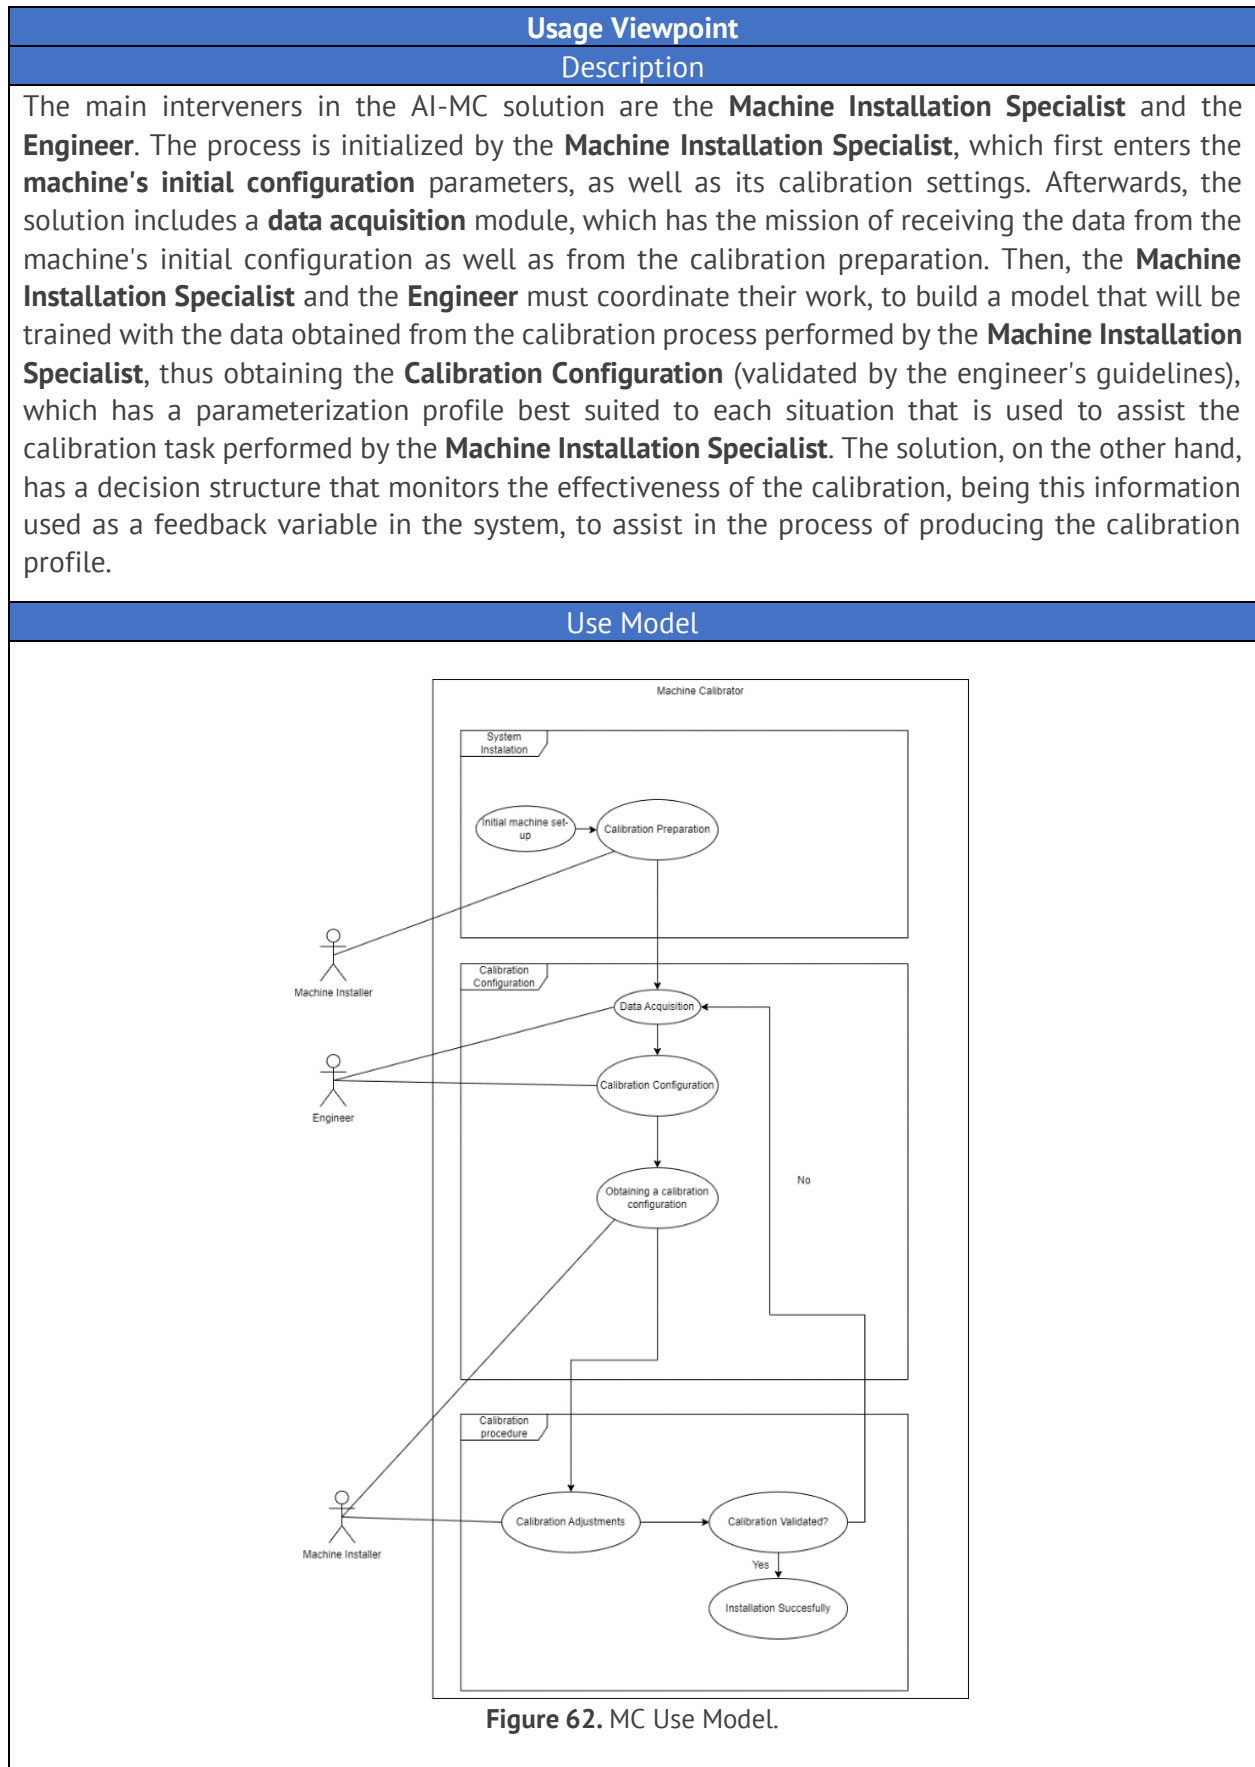 Usage Viewpoint
Description
The main interveners in the AI-MC solution are the Machine Installation Specialist and the
Engineer. The process is initialized by the Machine Installation Specialist, which first enters the
machine's initial configuration parameters, as well as its calibration settings. Afterwards, the
solution includes a data acquisition module, which has the mission of receiving the data from the
machine's initial configuration as well as from the calibration preparation. Then, the Machine
Installation Specialist and the Engineer must coordinate their work, to build a model that will be
trained with the data obtained from the calibration process performed by the Machine Installation
Specialist, thus obtaining the Calibration Configuration (validated by the engineer's guidelines),
which has a parameterization profile best suited to each situation that is used to assist the
calibration task performed by the Machine Installation Specialist. The solution, on the other hand,
has a decision structure that monitors the effectiveness of the calibration, being this information
used as a feedback variable in the system, to assist in the process of producing the calibration
profile.
Use Model
Machine Calibrator
System
Instalation
Initial machine set-
up
Calibration Preparation
Machine Installer
Calibration
Configuration
Data Acquisition
Calibration Configuration
Engineer
Obtaining a calibration
configuration
No
Calibration
procedure
Calibration Adjustments
Calibration Validated?
Machine Installer
Yes
Installation Succesfully
Figure 62. MC Use Model.